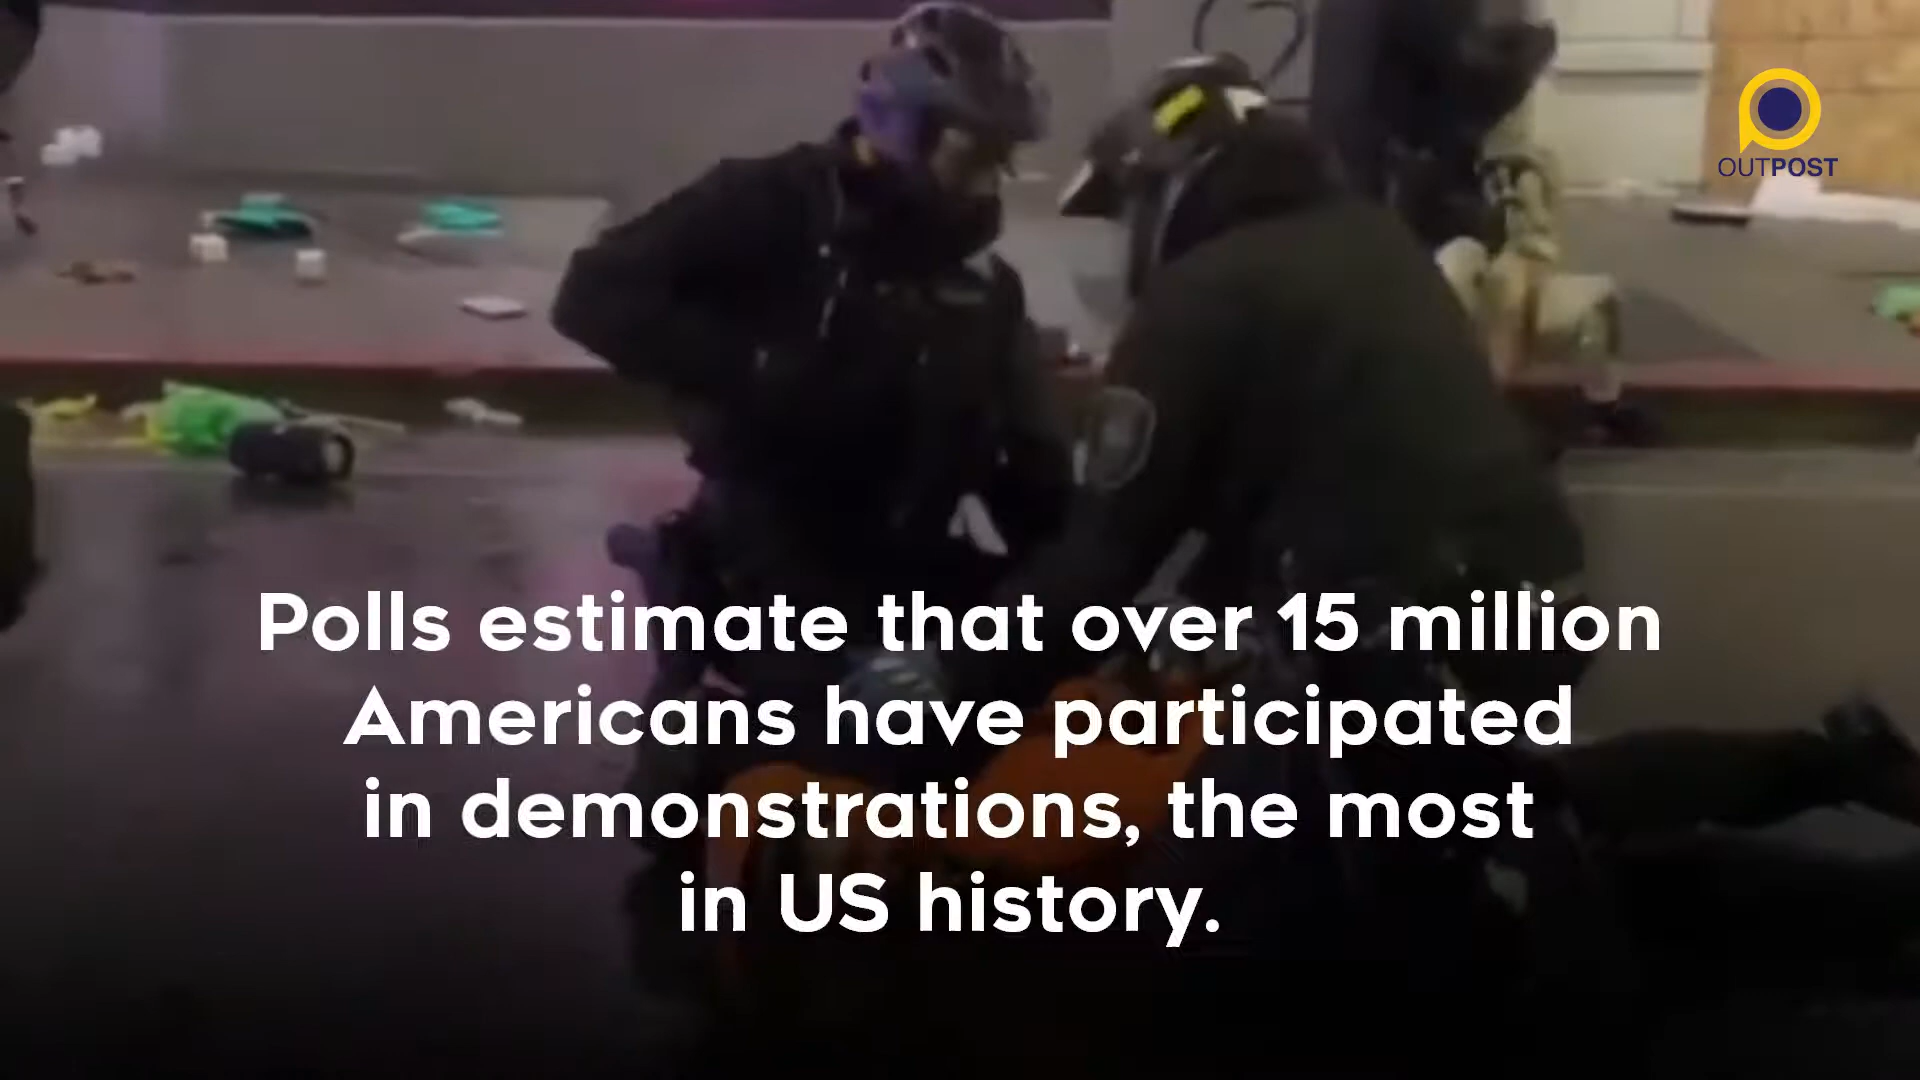 OUTPOST
Polls estimate that over 15 million
Americans have participated
in demonstrations, the most
in US history.